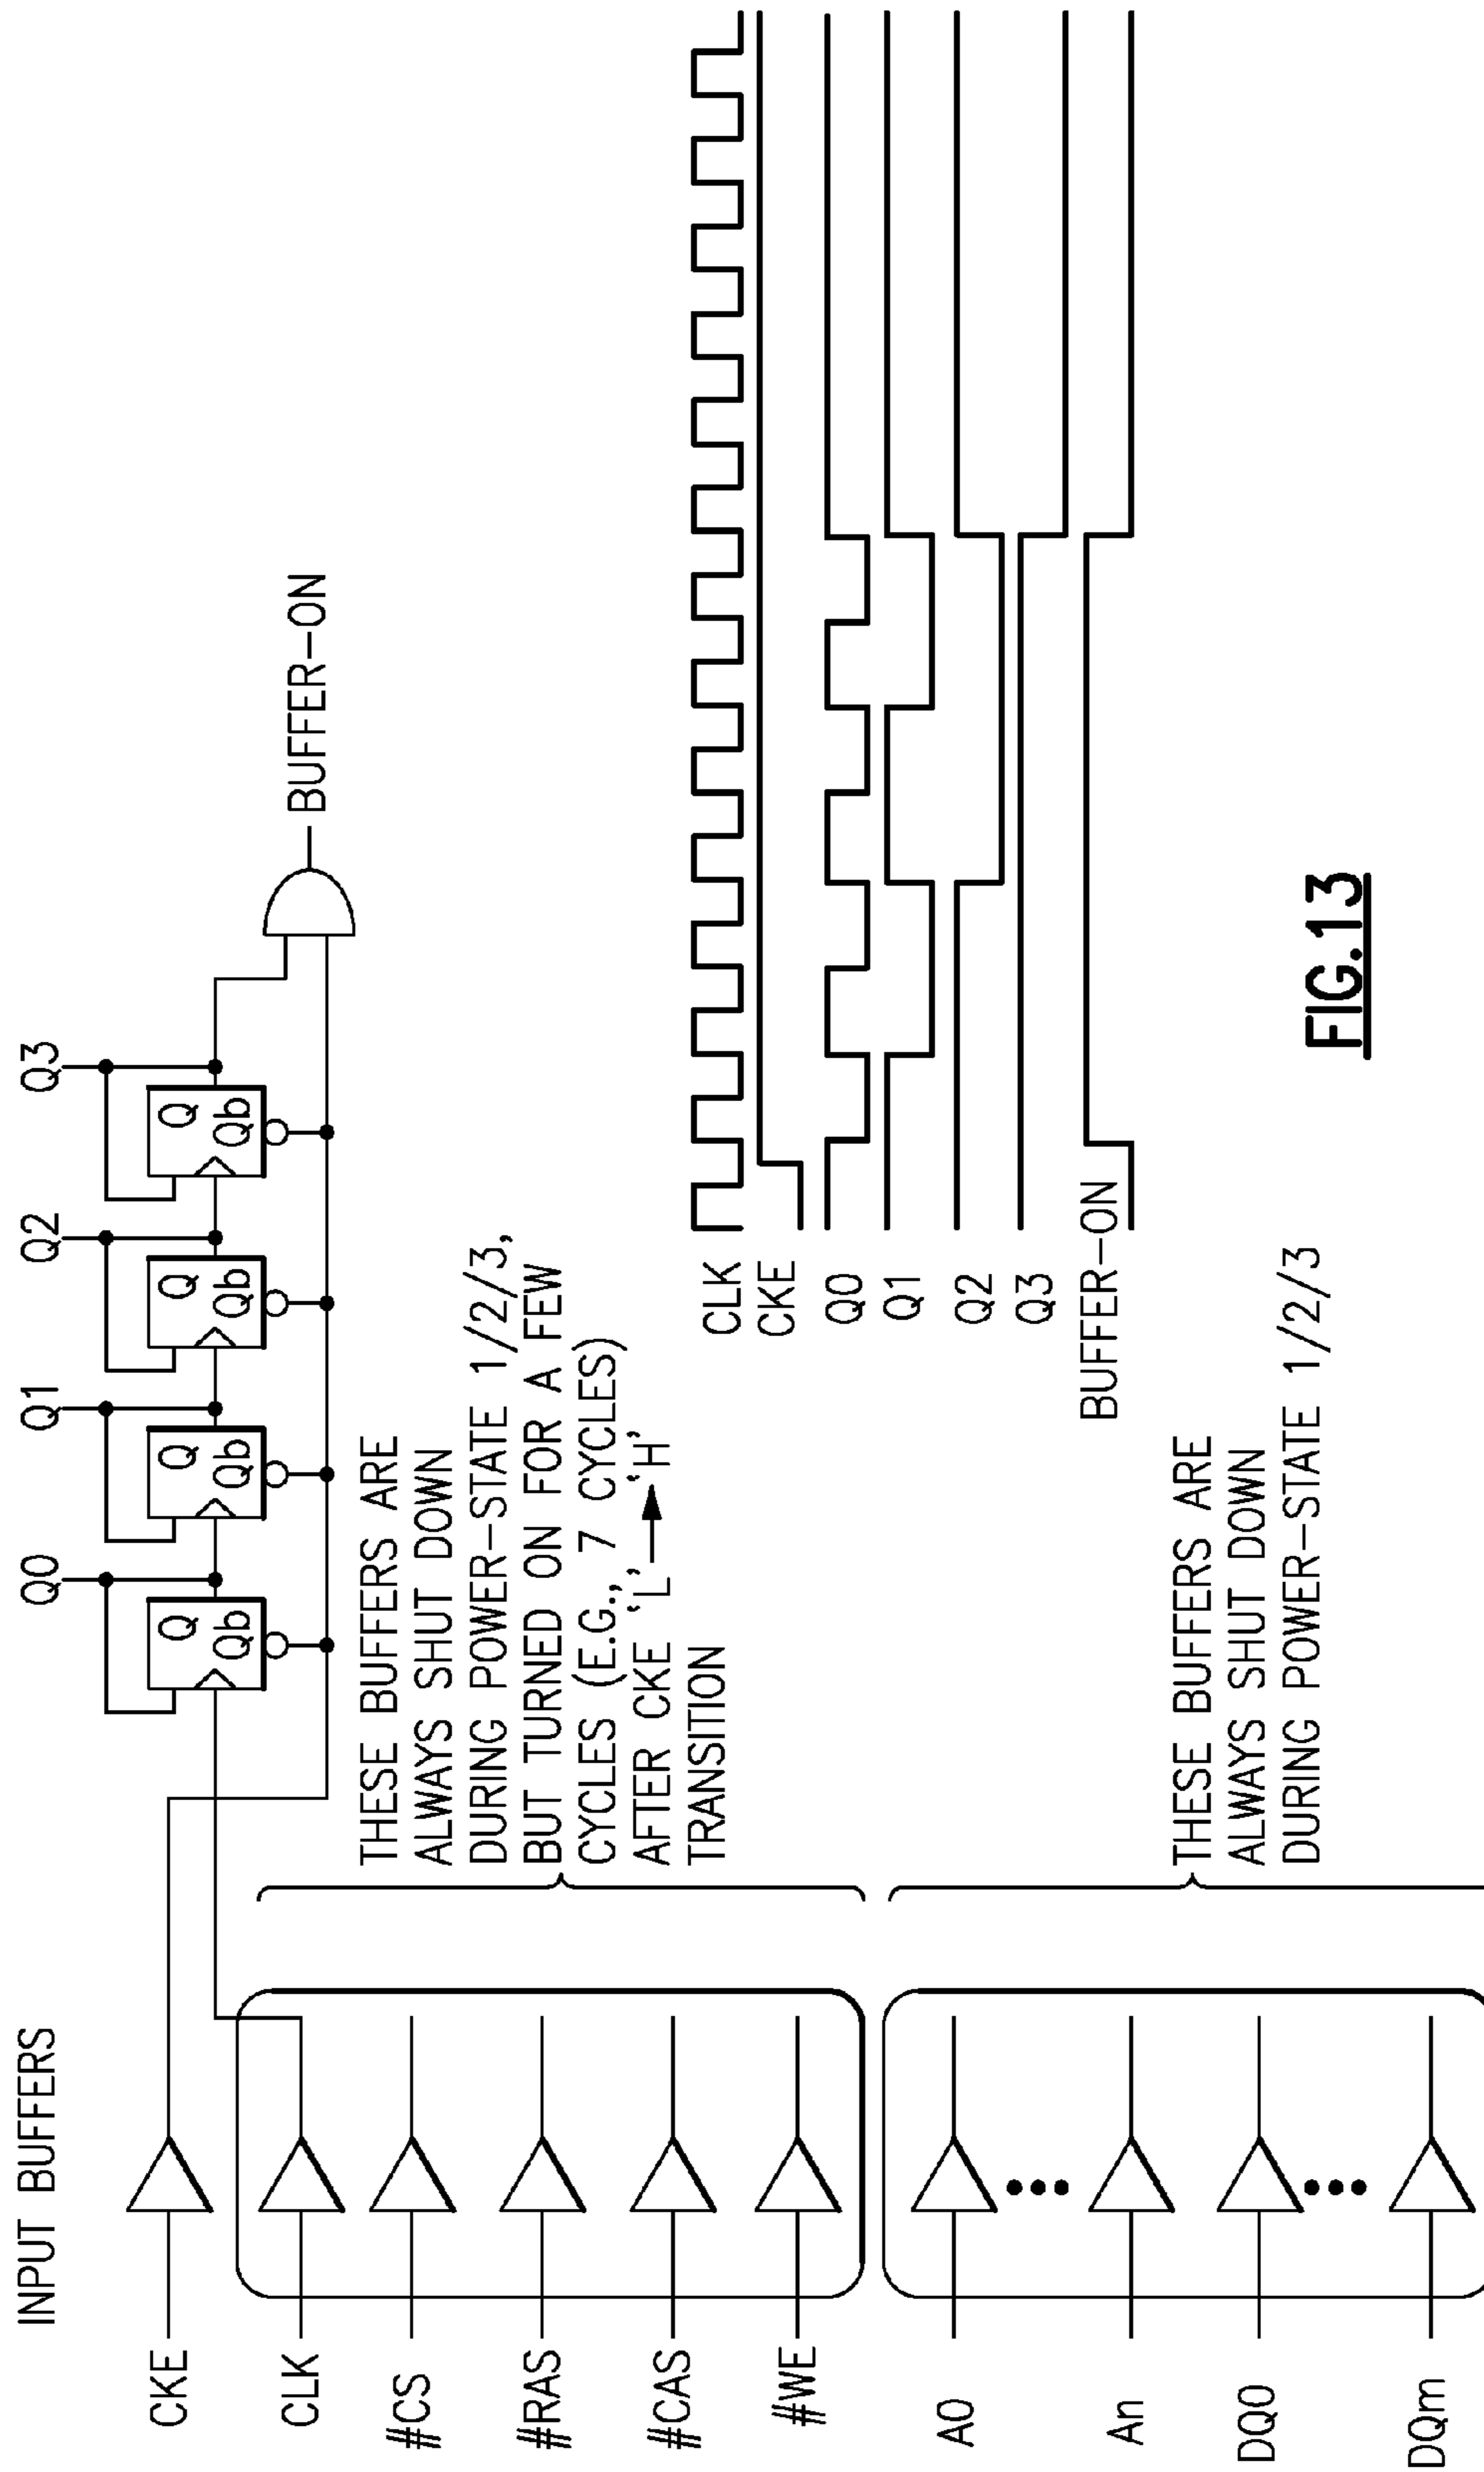 INPUT BUFFERS
CKE
CLK
#CS
#RAS
#CAS
#WE
A0
An
DQ0
DQm
Q0
Q1
Q2
Q3
Q
Qb
Q
Qb
Q
Qb
Q
Qb
BUFFER-ON
THESE BUFFERS ARE
ALWAYS SHUT DOWN
DURING POWER-STATE 1/2/3,
BUT TURNED ON FOR A FEW
CYCLES (E.G., 7 CYCLES)
AFTER CKE 'L'→'H'
TRANSITION
THESE BUFFERS ARE
ALWAYS SHUT DOWN
DURING POWER-STATE 1/2/3
CLK
CKE
Q0
Q1
Q2
Q3
BUFFER-ON
FIG.13